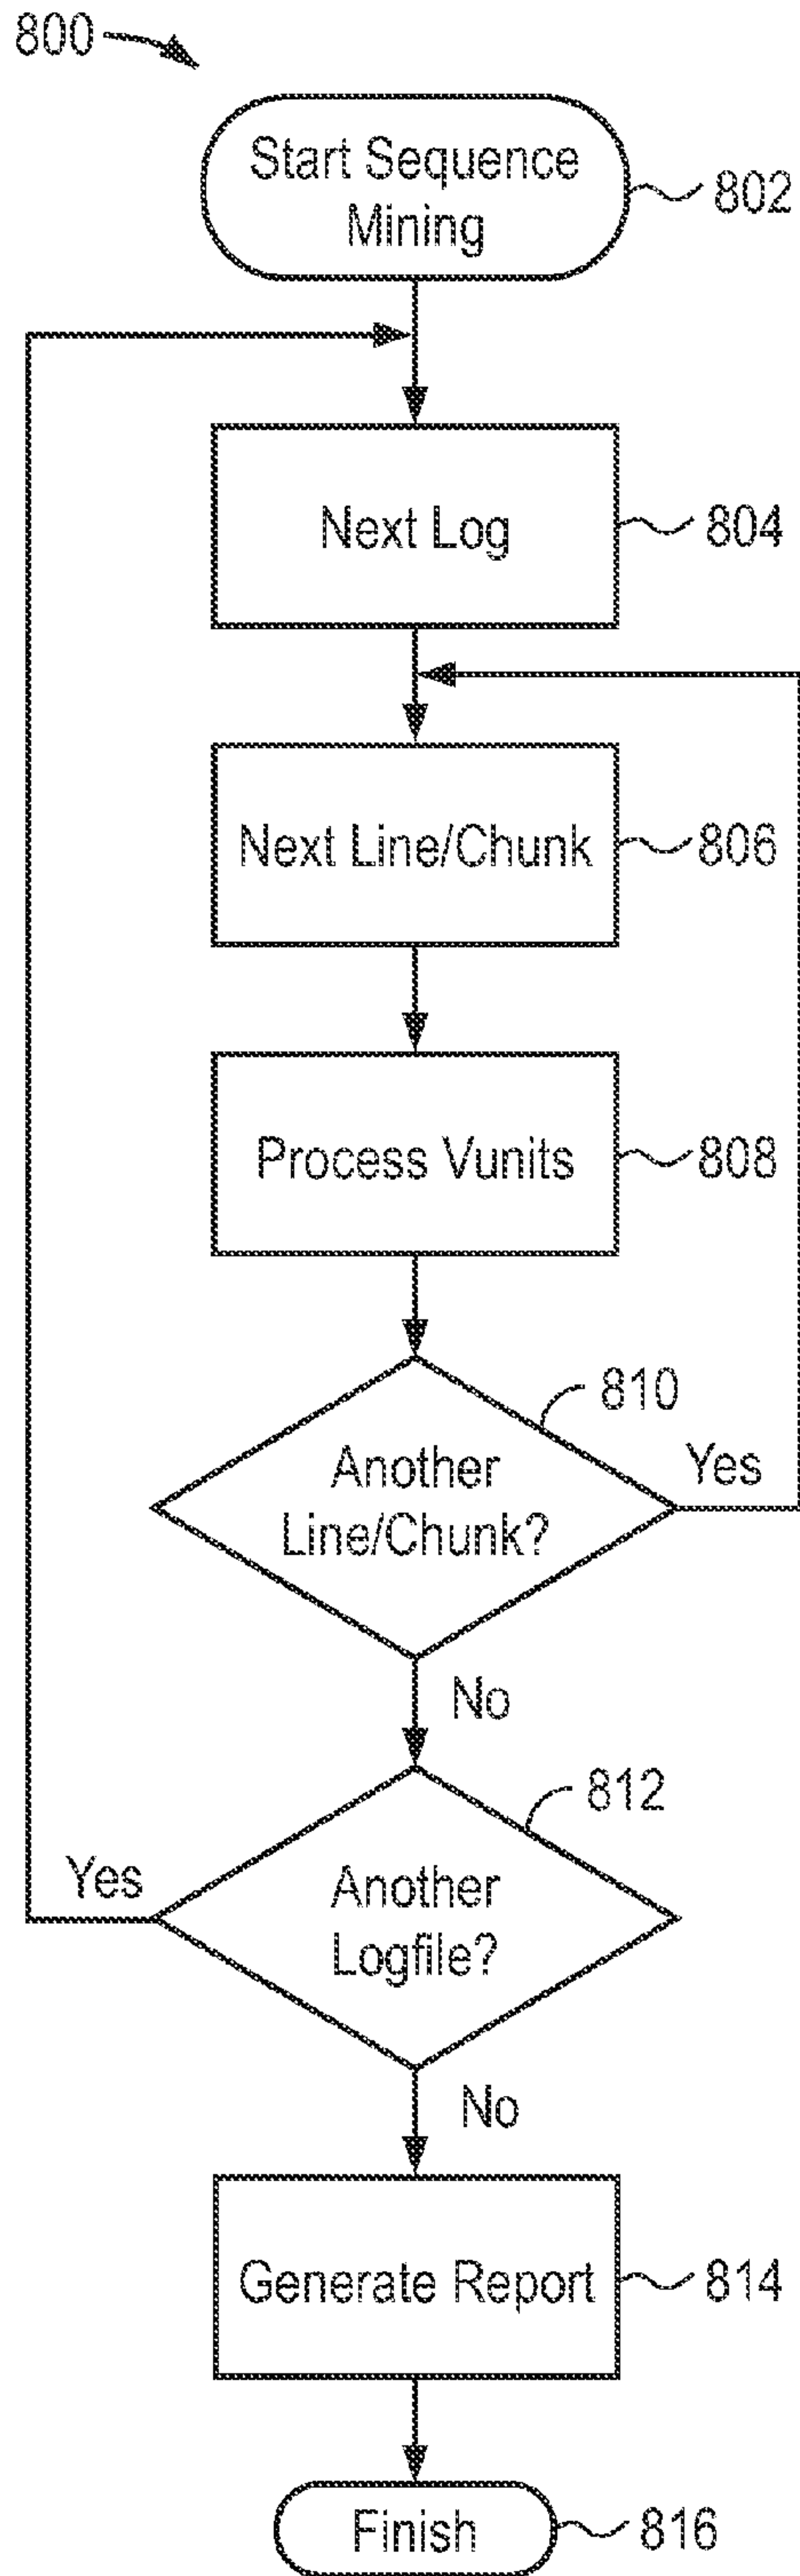 800
Start Sequence
Mining
802
Next Log
804
Next Line/Chunk
806
Process Vunits
808
810
Another
Line/Chunk?
Yes
No
812
Yes
Another
Logfile?
No
Generate Report
814
Finish
816